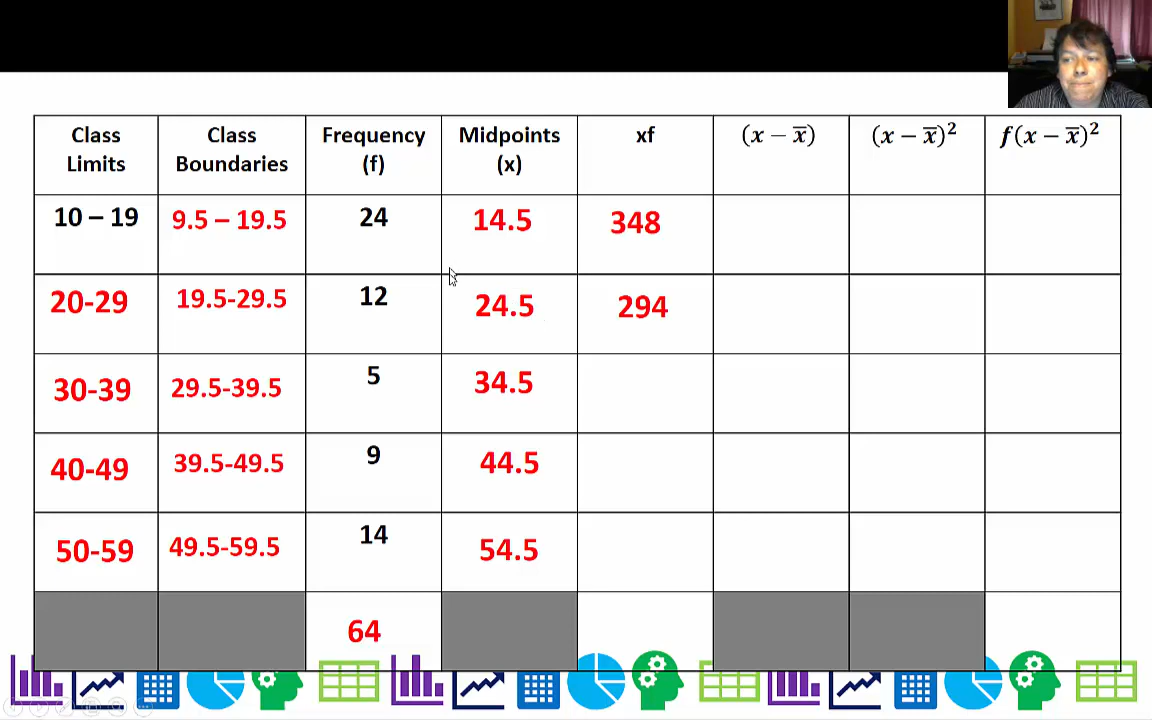 Class Limits Class Boundaries Frequency (f) Midpoints (x) xf (x − x̅) (x − x̅)² f(x − x̅)²
10 – 19 9.5 – 19.5 24 14.5 348
20-29 19.5-29.5 12 24.5 294
30-39 29.5-39.5 5 34.5
40-49 39.5-49.5 9 44.5
50-59 49.5-59.5 14 54.5
64